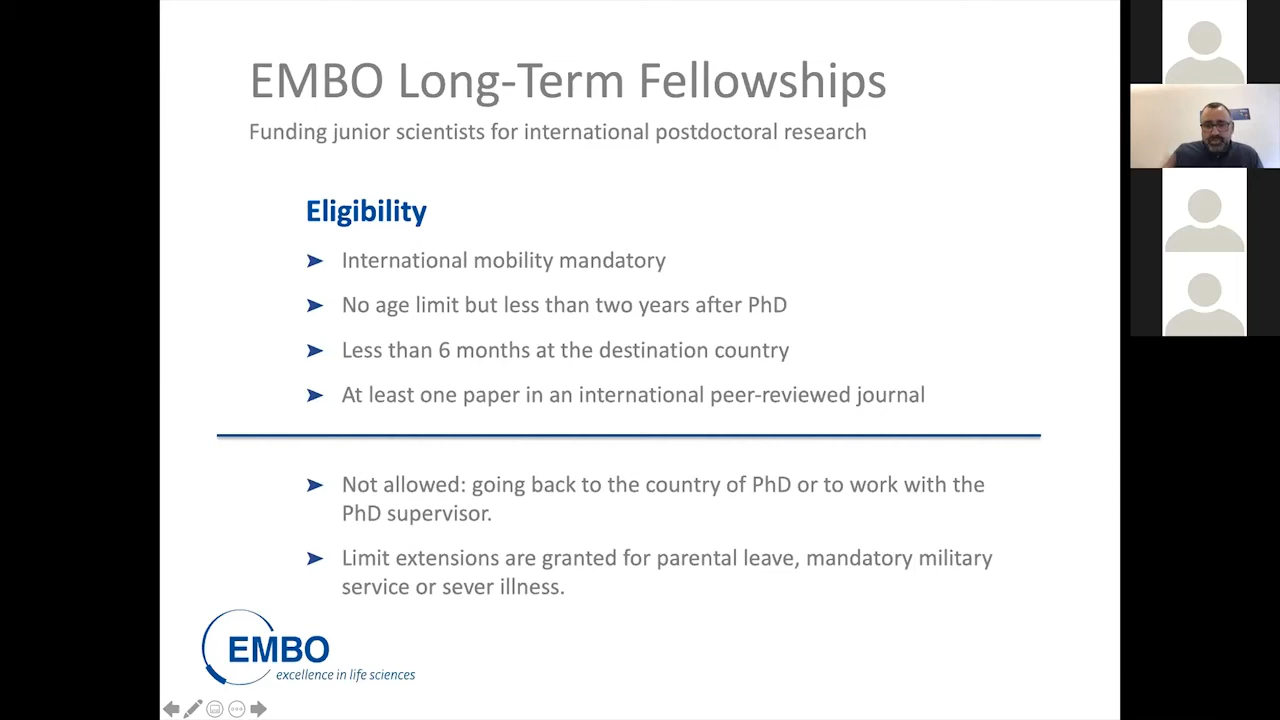 EMBO Long-Term Fellowships
Funding junior scientists for international postdoctoral research
Eligibility
International mobility mandatory
No age limit but less than two years after PhD
Less than 6 months at the destination country
At least one paper in an international peer-reviewed journal
Not allowed: going back to the country of PhD or to work with the
PhD supervisor.
Limit extensions are granted for parental leave, mandatory military
service or sever illness.
EMBO
excellence in life sciences